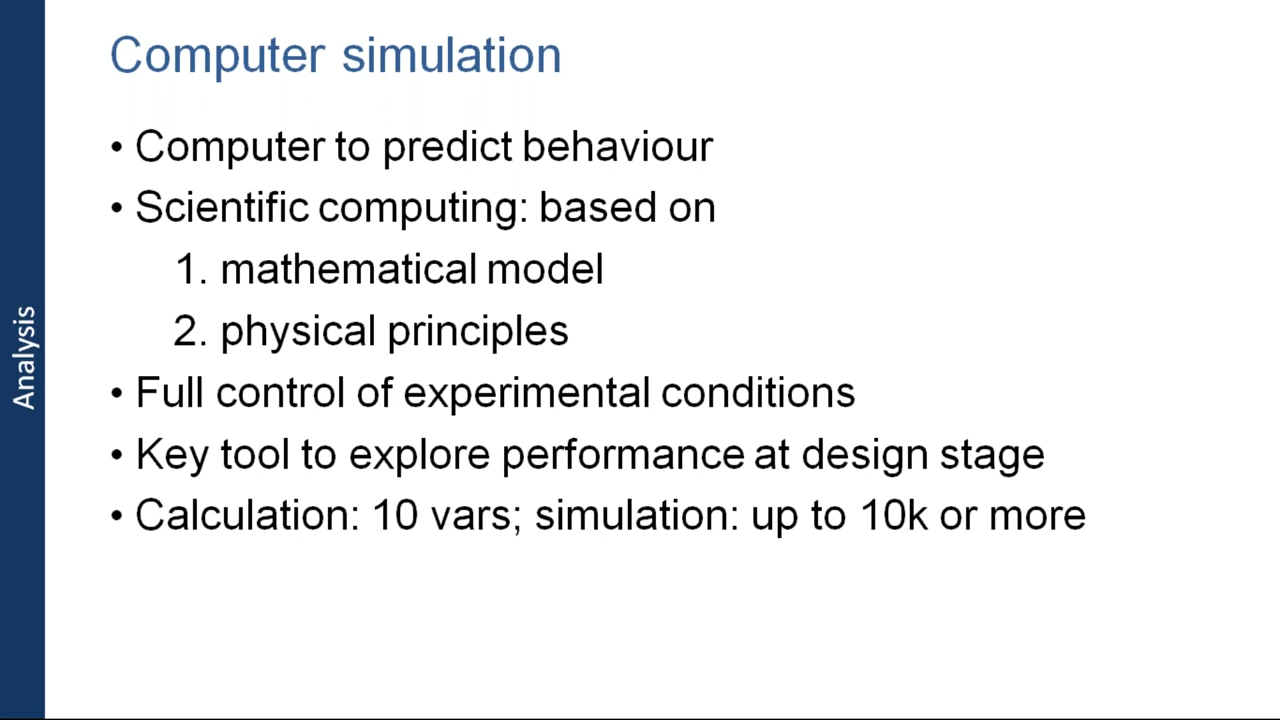 Computer simulation
• Computer to predict behaviour
• Scientific computing: based on
1. mathematical model
2. physical principles
• Full control of experimental conditions
• Key tool to explore performance at design stage
• Calculation: 10 vars; simulation: up to 10k or more
Analysis